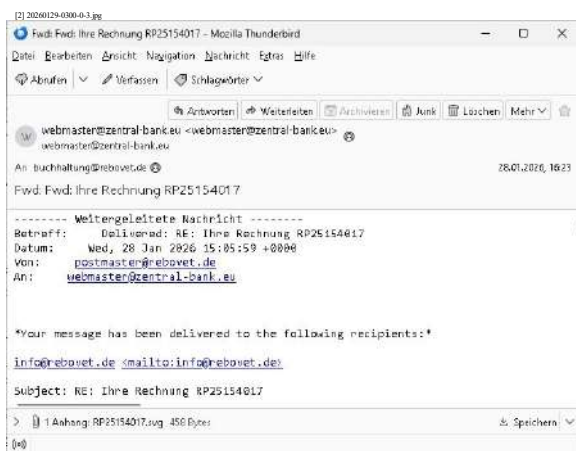 [2] 20260129-0300-0-3.jpg
Fwd: Fwd: Ihre Rechnung RP25154017 - Mozilla Thunderbird
Datei Bearbeiten Ansicht Navigation Nachricht Extras Hilfe
Abrufen Verfassen Schlagwörter
Antworten Weiterleiten Archivieren Junk Löschen Mehr
W webmaster@zentral-bank.eu <webmaster@zentral-bank.eu>
webmaster@zentral-bank.eu
An buchhaltung@rebovet.de 28.01.2026, 16:23
Fwd: Fwd: Ihre Rechnung RP25154017
-------- Weitergeleitete Nachricht --------
Betreff: Delivered: RE: Ihre Rechnung RP25154017
Datum: Wed, 28 Jan 2026 15:05:59 +0000
Von: postmaster@rebovet.de
An: webmaster@zentral-bank.eu
*Your message has been delivered to the following recipients:*
info@rebovet.de <mailto:info@rebovet.de>
Subject: RE: Ihre Rechnung RP25154017
1 Anhang: RP25154017.svg 458 Bytes Speichern